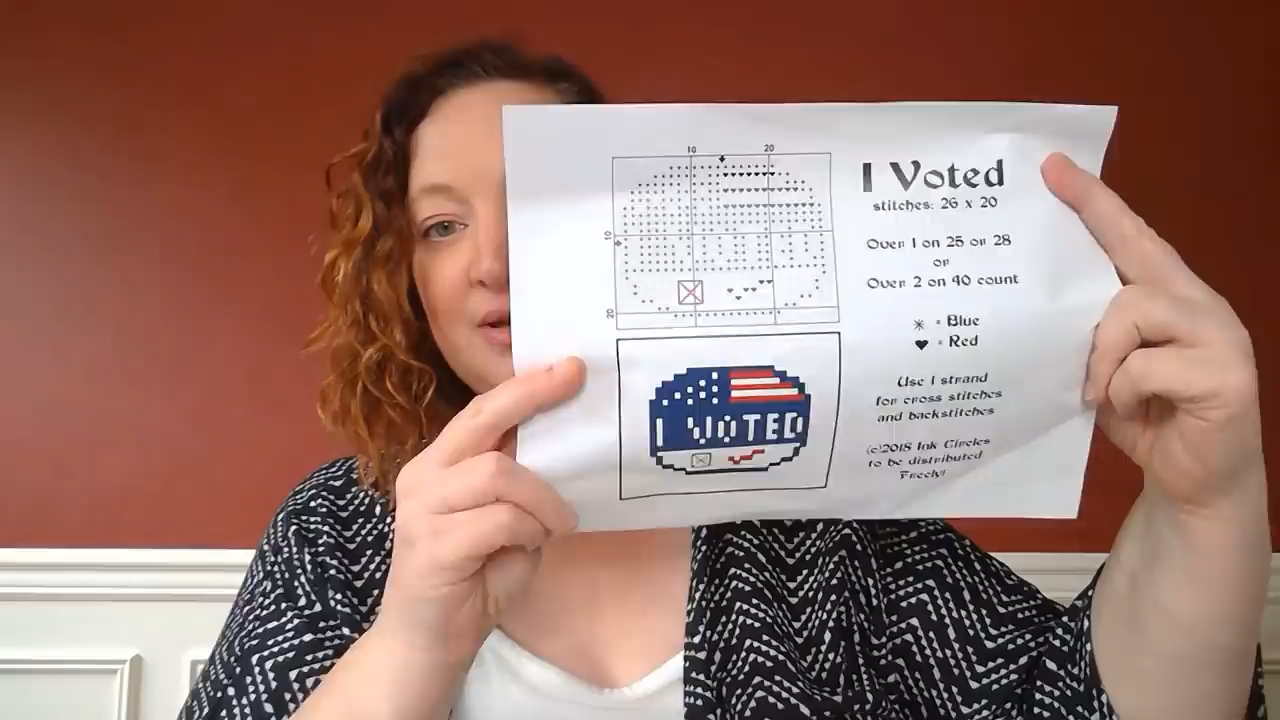 10 20
10
20
I Voted
stitches: 26 x 20
Over 1 on 25 or 28
or
Over 2 on 40 count
= Blue
= Red
Use 1 strand
for cross stitches
and backstitches
(c)2018 Ink Circles
to be distributed
Freely!
I VOTED